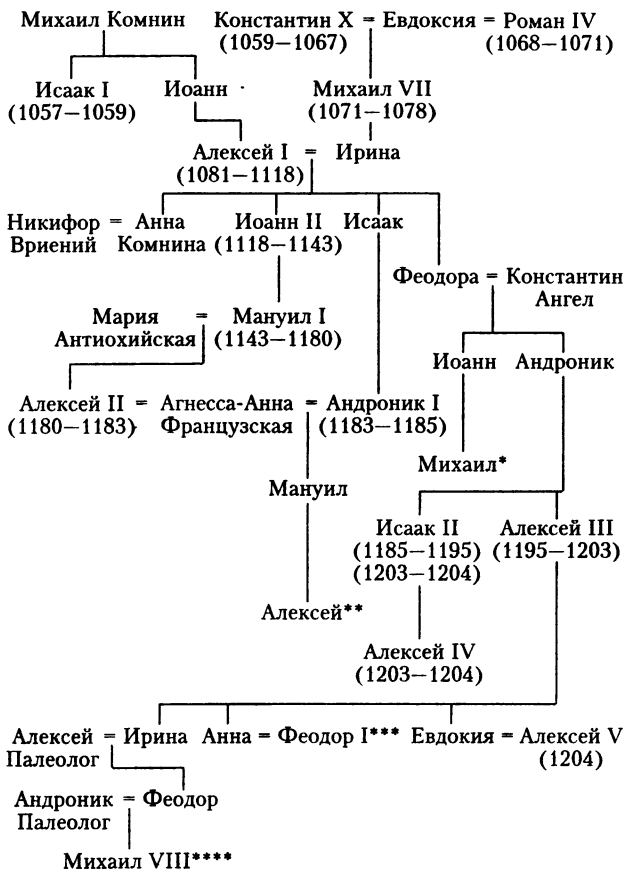 Михаил Комнин Константин X = Евдоксия = Роман IV
(1059—1067) (1068—1071)
Исаак I Иоанн Михаил VII
(1057—1059) (1071—1078)
Алексей I = Ирина
(1081—1118)
Никифор = Анна Иоанн II Исаак
Вриений Комнина (1118—1143)
Феодора = Константин
Ангел
Мария = Мануил I
Антиохийская (1143—1180)
Иоанн Андроник
Алексей II = Агнесса-Анна = Андроник I
(1180—1183) Французская (1183—1185)
Михаил*
Мануил
Исаак II Алексей III
(1185—1195) (1195—1203)
(1203—1204)
Алексей**
Алексей IV
(1203—1204)
Алексей = Ирина Анна = Феодор I*** Евдокия = Алексей V
Палеолог (1204)
Андроник = Феодор
Палеолог
Михаил VIII****